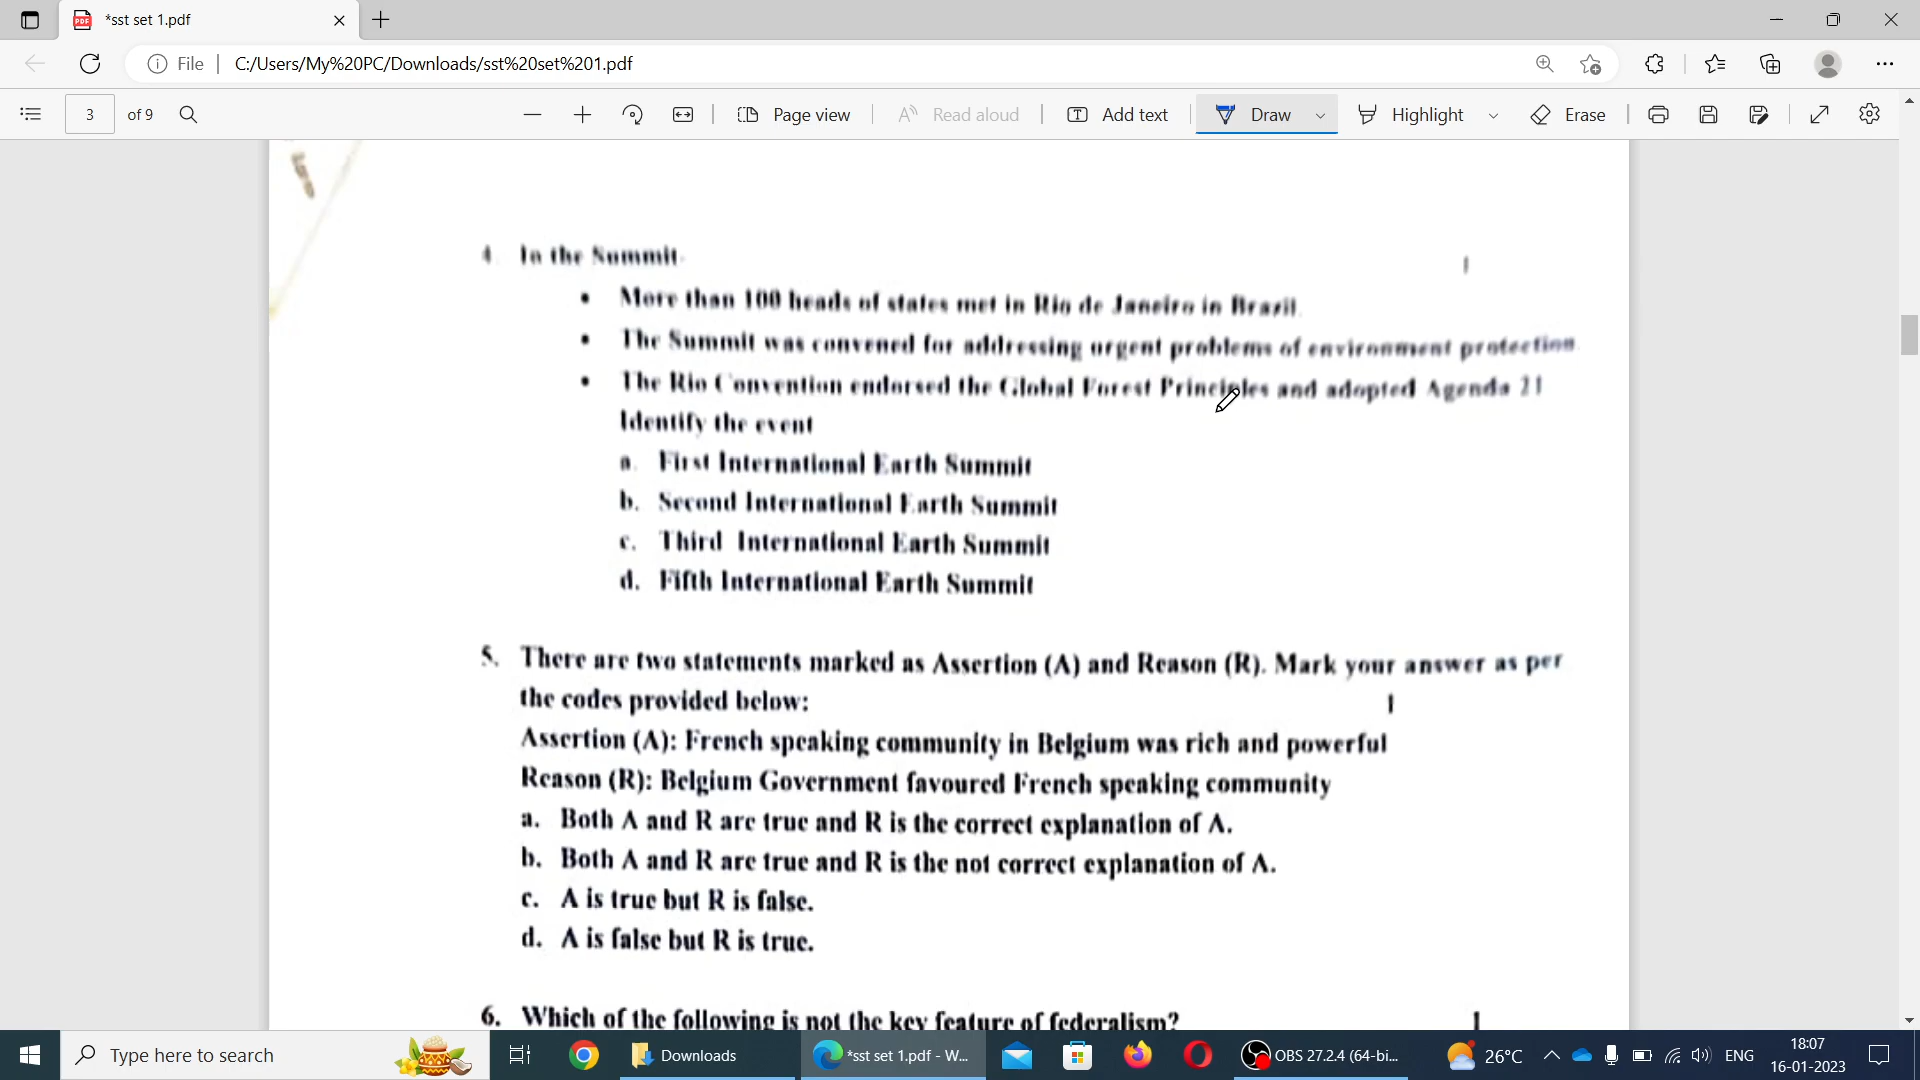 *sst set 1.pdf
File
C:/Users/My%20PC/Downloads/sst%20set%201.pdf
3 of 9
Page view
Read aloud
Add text
Draw
Highlight
Erase
4. In the Summit-
1
• More than 100 heads of states met in Rio de Janeiro in Brazil
• The Summit was convened for addressing urgent problems of environment protection.
• The Rio Convention endorsed the Global Forest Principles and adopted Agenda 21
Identify the event
a. First International Earth Summit
b. Second International Earth Summit
c. Third International Earth Summit
d. Fifth International Earth Summit
5. There are two statements marked as Assertion (A) and Reason (R). Mark your answer as per
the codes provided below:
1
Assertion (A): French speaking community in Belgium was rich and powerful
Reason (R): Belgium Government favoured French speaking community
a. Both A and R are true and R is the correct explanation of A.
b. Both A and R are true and R is the not correct explanation of A.
c. A is true but R is false.
d. A is false but R is true.
6. Which of the following is not the key feature of federalism?
1
Type here to search
Downloads
*sst set 1.pdf - W...
OBS 27.2.4 (64-bi...
26°C
ENG
18:07
16-01-2023